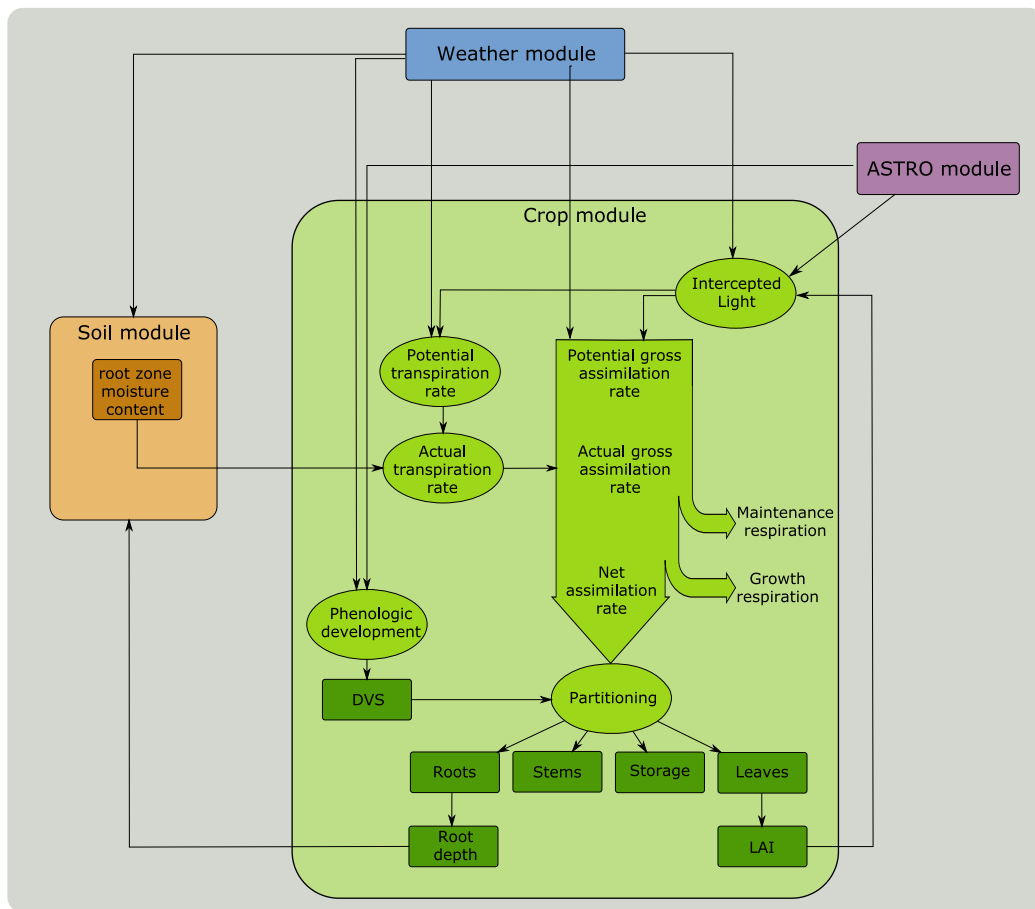 Weather module
ASTRO module
Crop module
Intercepted
Light
Soil module
root zone
moisture
content
Potential
transpiration
rate
Potential gross
assimilation
rate
Actual
transpiration
rate
Actual gross
assimilation
rate
Maintenance
respiration
Net
assimilation
rate
Growth
respiration
Phenologic
development
DVS
Partitioning
Roots
Stems
Storage
Leaves
Root
depth
LAI